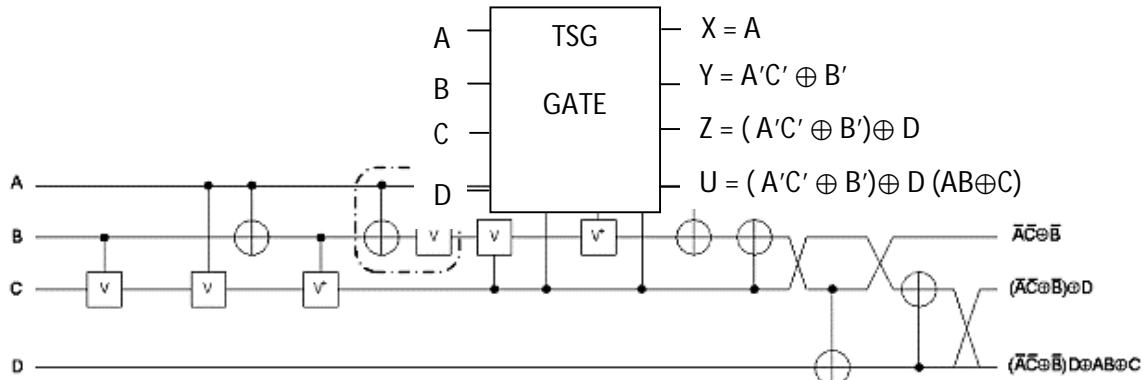 TSG
GATE
A
B
C
D
X = A
Y = A′C′ ⊕ B′
Z = ( A′C′ ⊕ B′)⊕ D
U = ( A′C′ ⊕ B′)⊕ D (AB⊕C)
A
B
C
D
V
V
V⁺
V
V
V⁺
A̅C̅⊕B̅
(A̅C̅⊕B̅)⊕D
(A̅C̅⊕B̅)D⊕AB⊕C